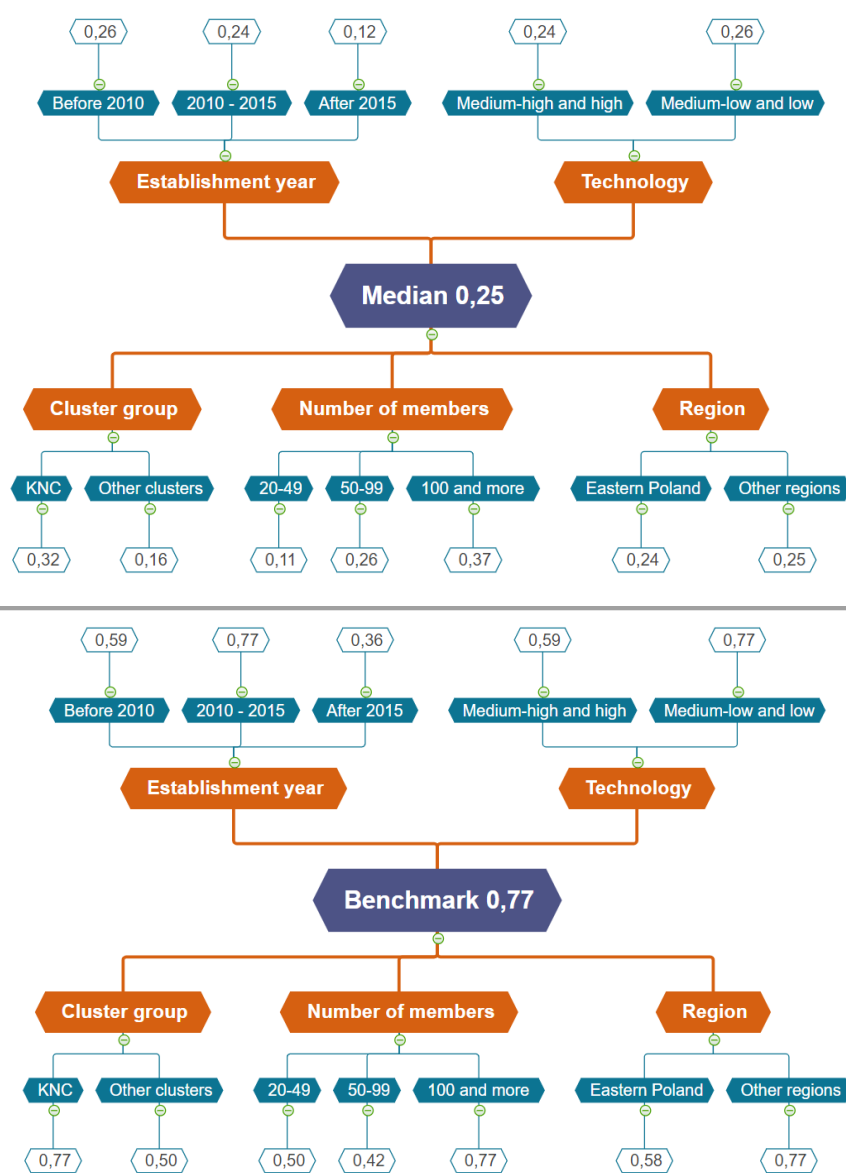 0,26 0,24 0,12 0,24 0,26
Before 2010 2010 - 2015 After 2015 Medium-high and high Medium-low and low
Establishment year Technology
Median 0,25
Cluster group Number of members Region
KNC Other clusters 20-49 50-99 100 and more Eastern Poland Other regions
0,32 0,16 0,11 0,26 0,37 0,24 0,25
0,59 0,77 0,36 0,59 0,77
Before 2010 2010 - 2015 After 2015 Medium-high and high Medium-low and low
Establishment year Technology
Benchmark 0,77
Cluster group Number of members Region
KNC Other clusters 20-49 50-99 100 and more Eastern Poland Other regions
0,77 0,50 0,50 0,42 0,77 0,58 0,77